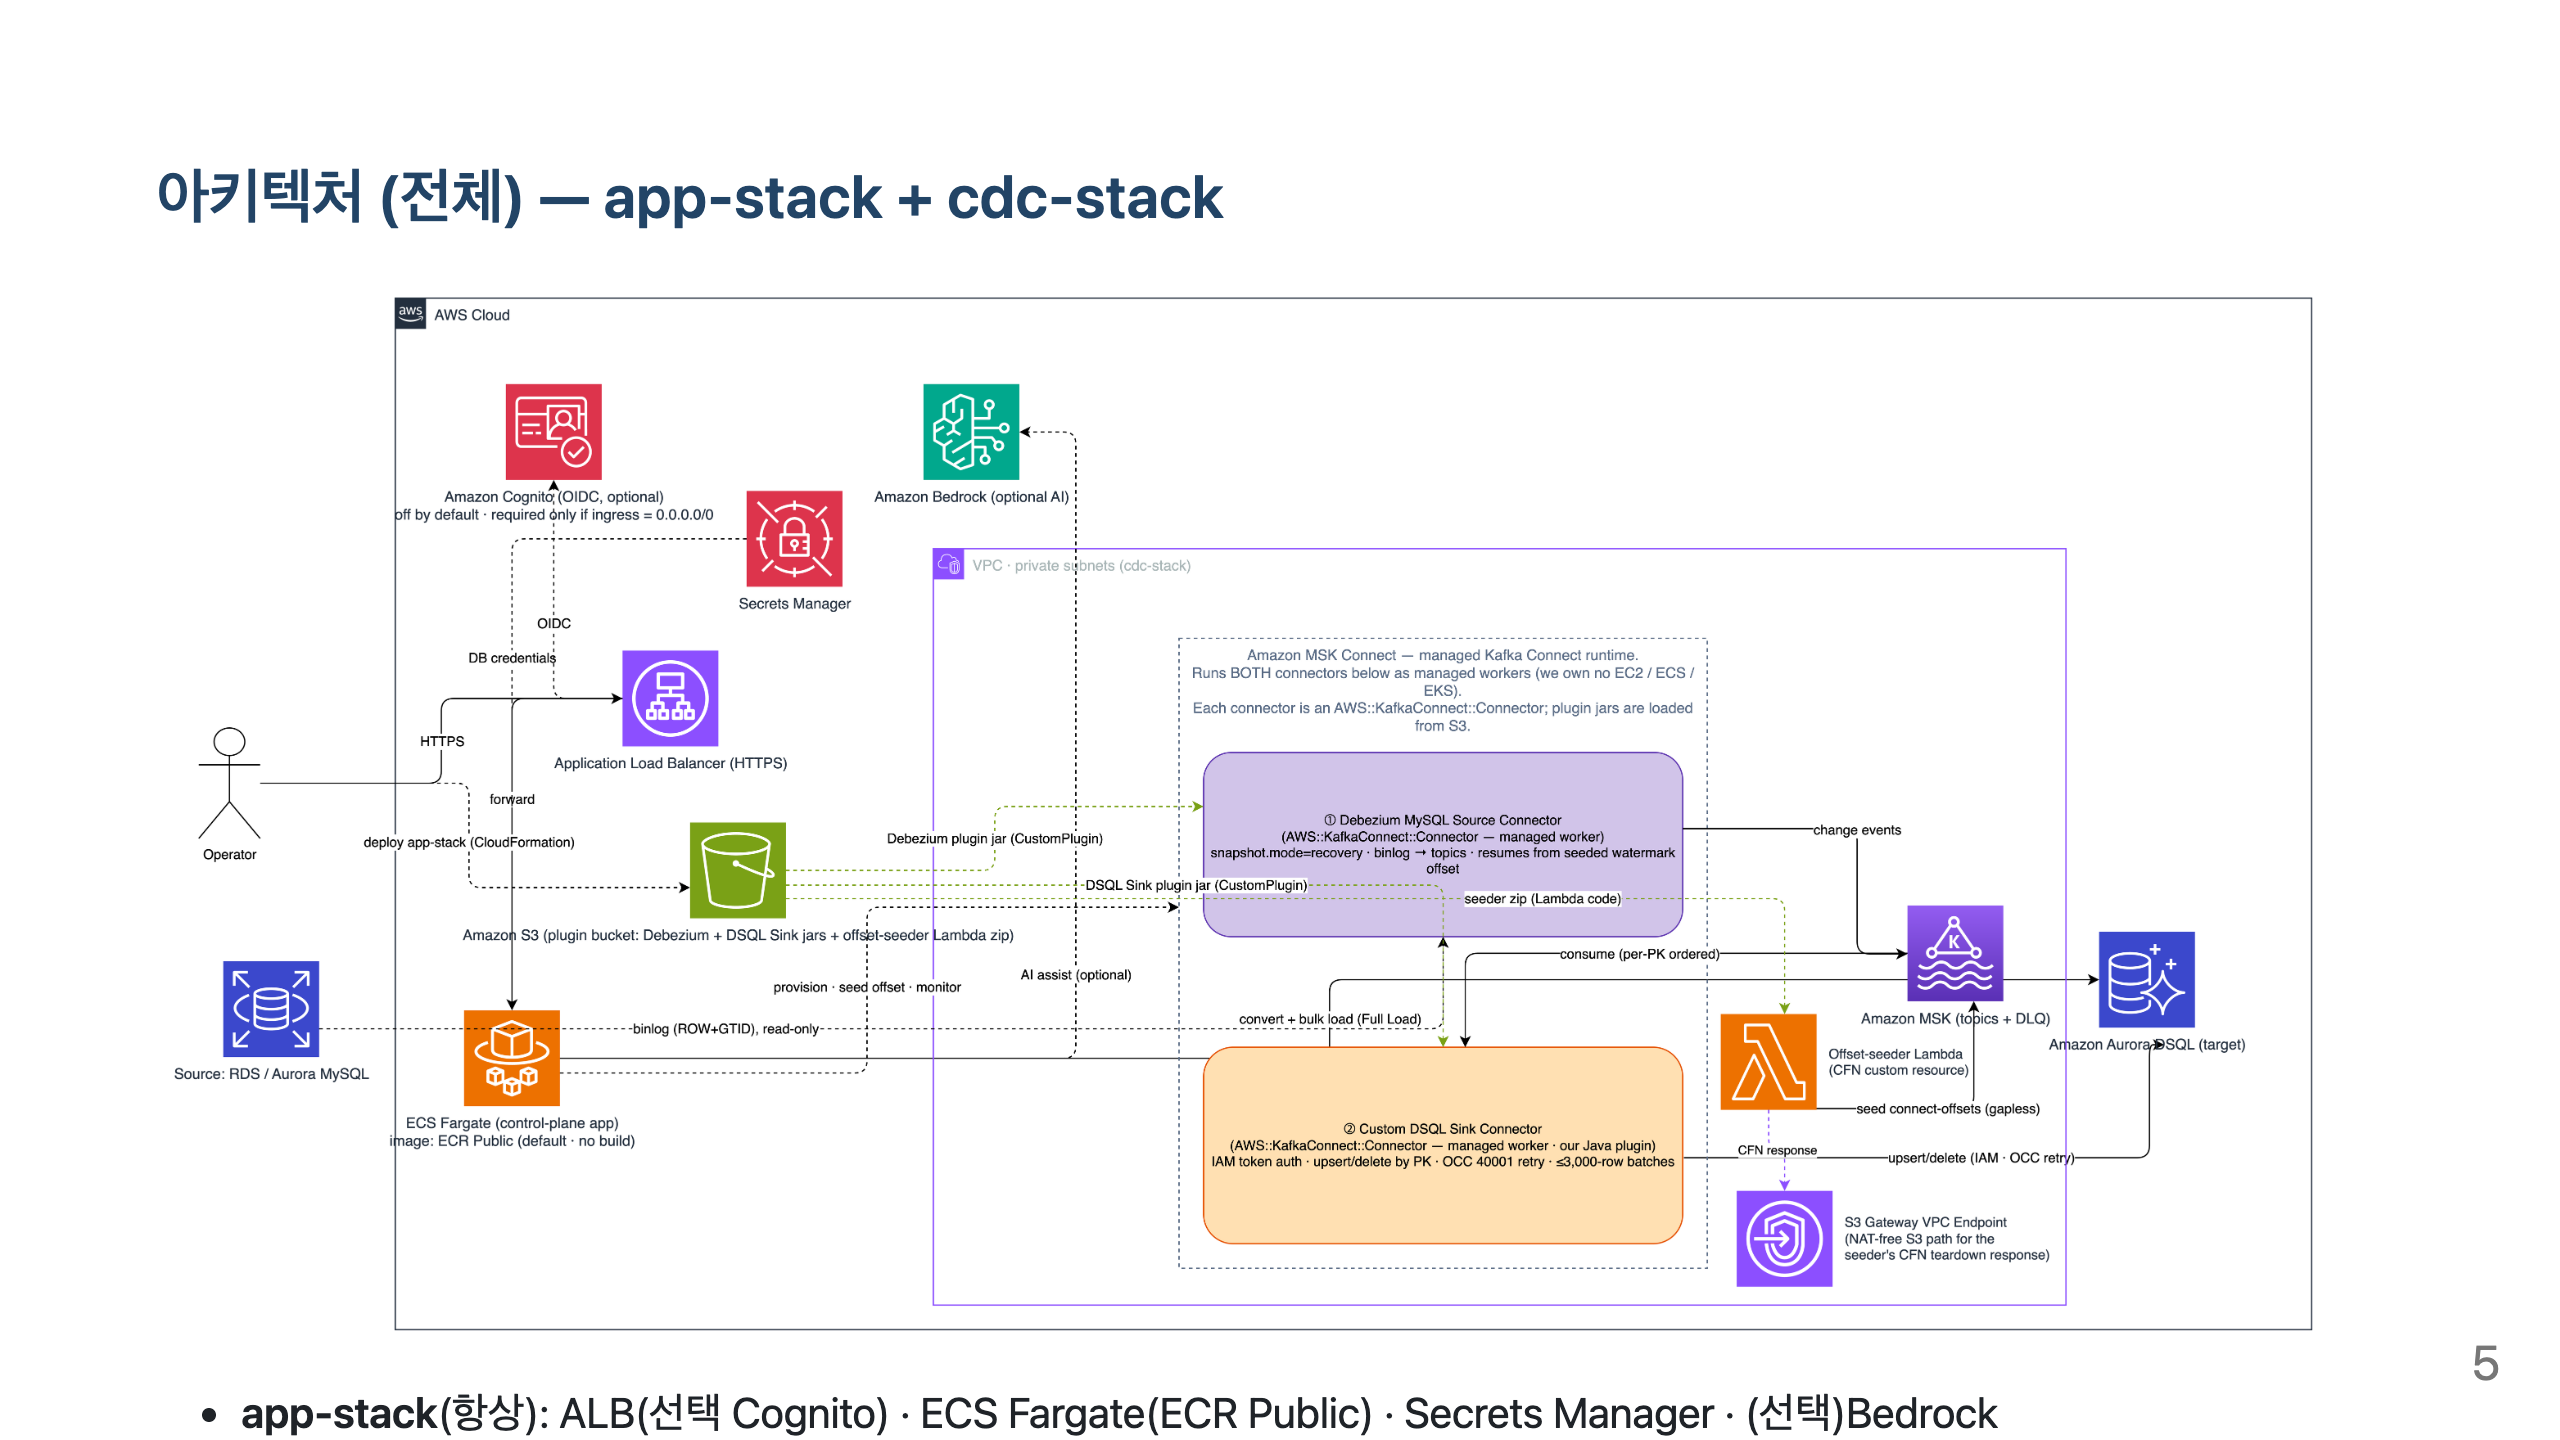 아키텍처 (전체) — app-stack + cdc-stack
aws
AWS Cloud
Amazon Cognito (OIDC, optional)
off by default · required only if ingress = 0.0.0.0/0
Amazon Bedrock (optional AI)
Secrets Manager
VPC · private subnets (cdc-stack)
OIDC
DB credentials
Amazon MSK Connect — managed Kafka Connect runtime.
Runs BOTH connectors below as managed workers (we own no EC2 / ECS /
EKS).
Each connector is an AWS::KafkaConnect::Connector; plugin jars are loaded
from S3.
HTTPS
Application Load Balancer (HTTPS)
forward
Operator
deploy app-stack (CloudFormation)
Debezium plugin jar (CustomPlugin)
① Debezium MySQL Source Connector
(AWS::KafkaConnect::Connector — managed worker)
snapshot.mode=recovery · binlog → topics · resumes from seeded watermark
offset
change events
DSQL Sink plugin jar (CustomPlugin)
seeder zip (Lambda code)
Amazon S3 (plugin bucket: Debezium + DSQL Sink jars + offset-seeder Lambda zip)
K
consume (per-PK ordered)
AI assist (optional)
provision · seed offset · monitor
convert + bulk load (Full Load)
Amazon MSK (topics + DLQ)
binlog (ROW+GTID), read-only
Amazon Aurora DSQL (target)
Source: RDS / Aurora MySQL
Offset-seeder Lambda
(CFN custom resource)
seed connect-offsets (gapless)
ECS Fargate (control-plane app)
image: ECR Public (default · no build)
② Custom DSQL Sink Connector
(AWS::KafkaConnect::Connector — managed worker · our Java plugin)
IAM token auth · upsert/delete by PK · OCC 40001 retry · ≤3,000-row batches
CFN response
upsert/delete (IAM · OCC retry)
S3 Gateway VPC Endpoint
(NAT-free S3 path for the
seeder's CFN teardown response)
5
• app-stack(항상): ALB(선택 Cognito) · ECS Fargate(ECR Public) · Secrets Manager · (선택)Bedrock